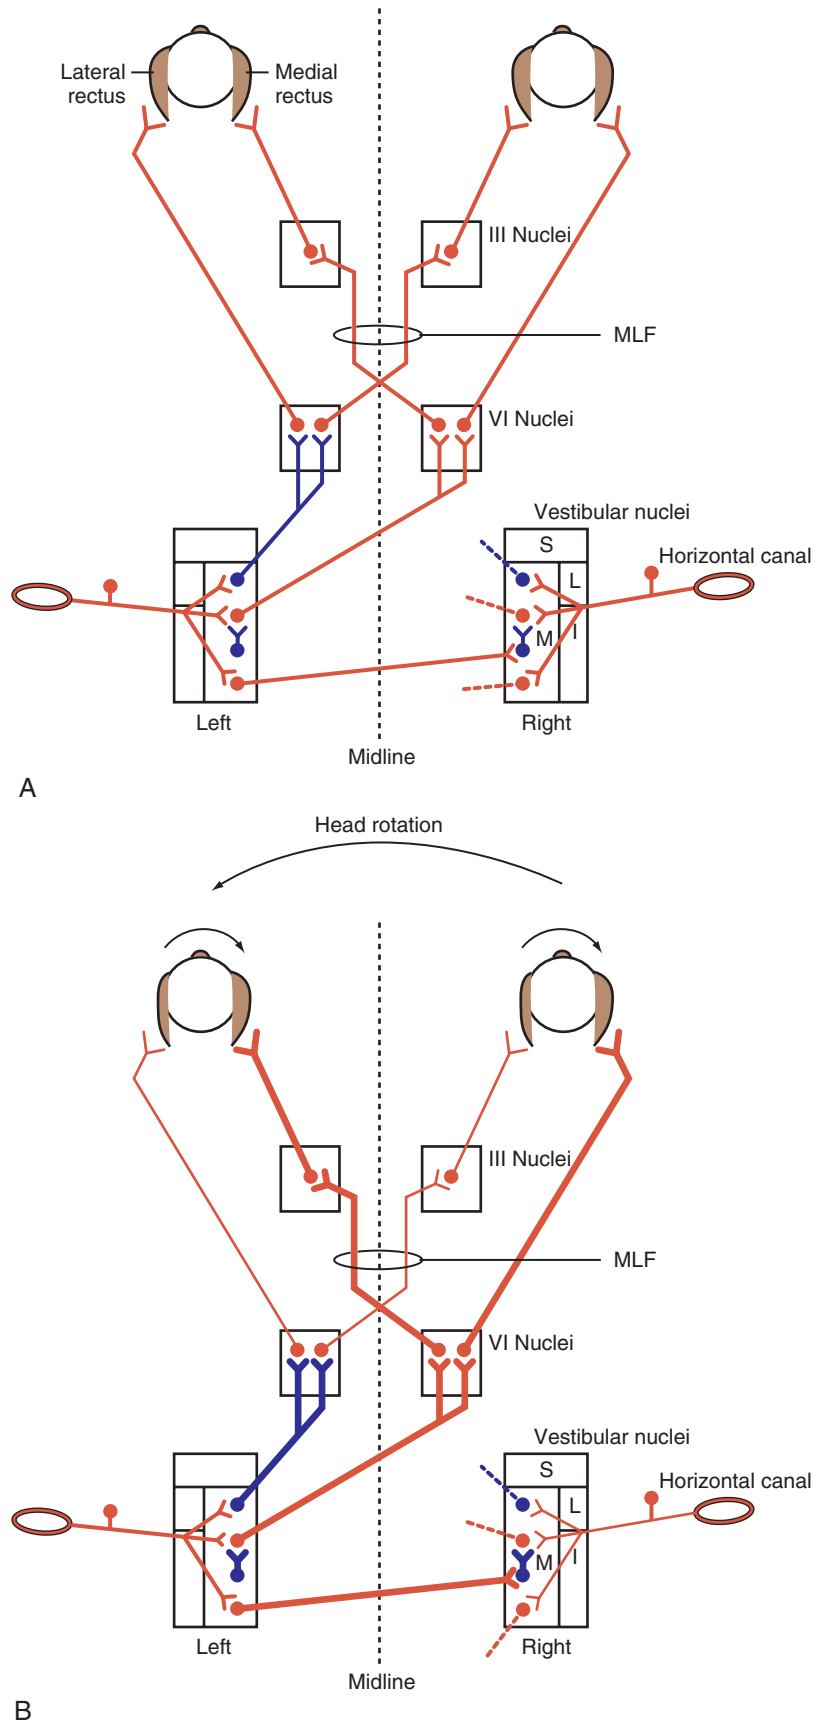 Lateral
rectus
Medial
rectus
III Nuclei
MLF
VI Nuclei
Vestibular nuclei
S
Horizontal canal
L
M
I
Left
Right
Midline
A
Head rotation
III Nuclei
MLF
VI Nuclei
Vestibular nuclei
S
Horizontal canal
L
M
I
Left
Right
Midline
B